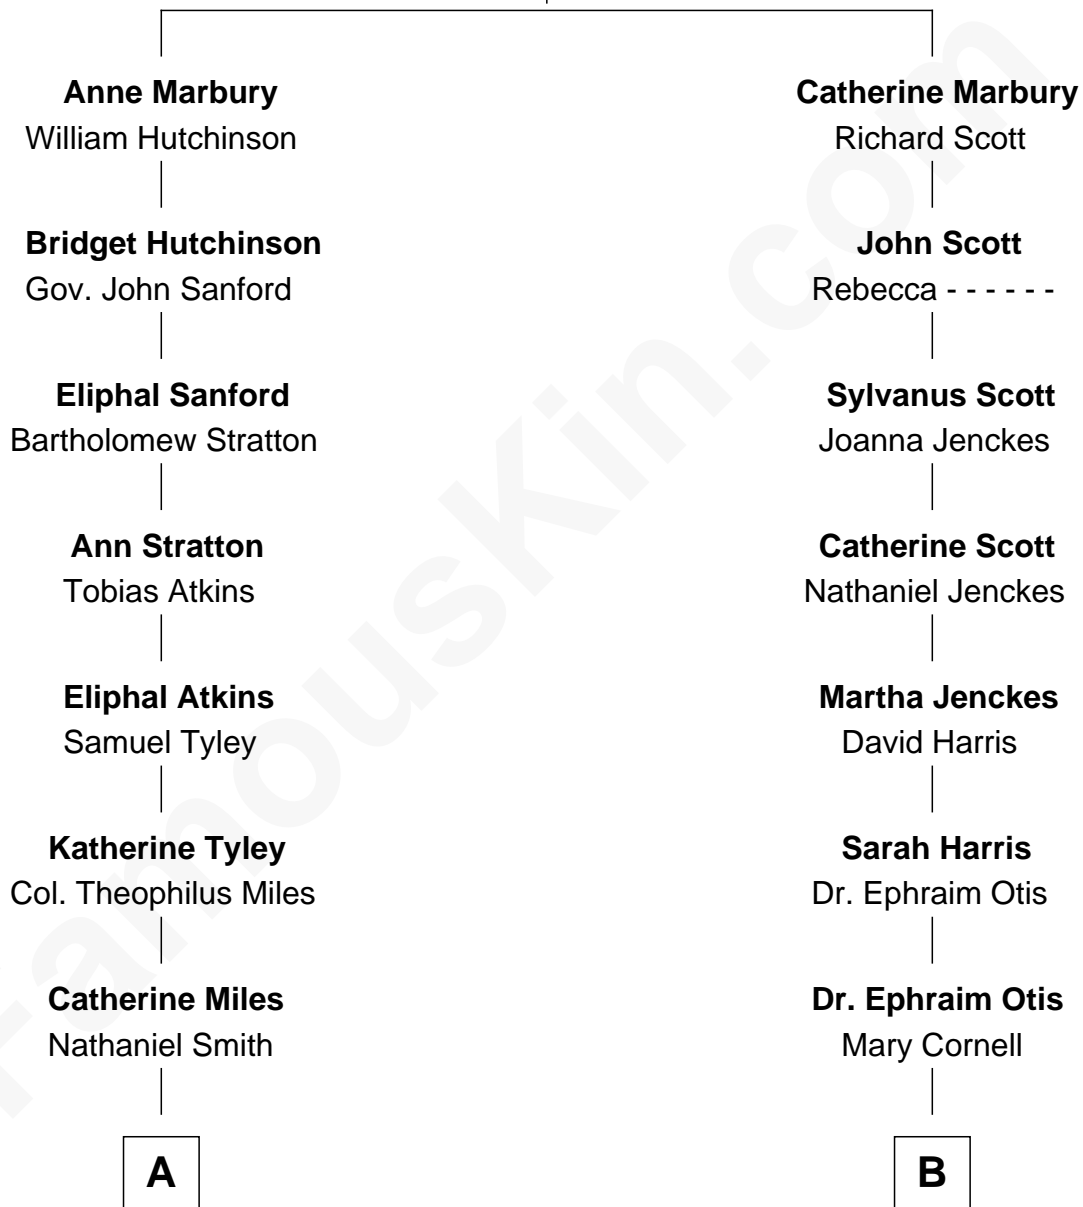 Anne Marbury
William Hutchinson
Catherine Marbury
Richard Scott
Bridget Hutchinson
Gov. John Sanford
John Scott
Rebecca - - - - - -
Eliphal Sanford
Bartholomew Stratton
Sylvanus Scott
Joanna Jenckes
Ann Stratton
Tobias Atkins
Catherine Scott
Nathaniel Jenckes
Eliphal Atkins
Samuel Tyley
Martha Jenckes
David Harris
Katherine Tyley
Col. Theophilus Miles
Sarah Harris
Dr. Ephraim Otis
Catherine Miles
Nathaniel Smith
Dr. Ephraim Otis
Mary Cornell
A
B
FamousKin.com